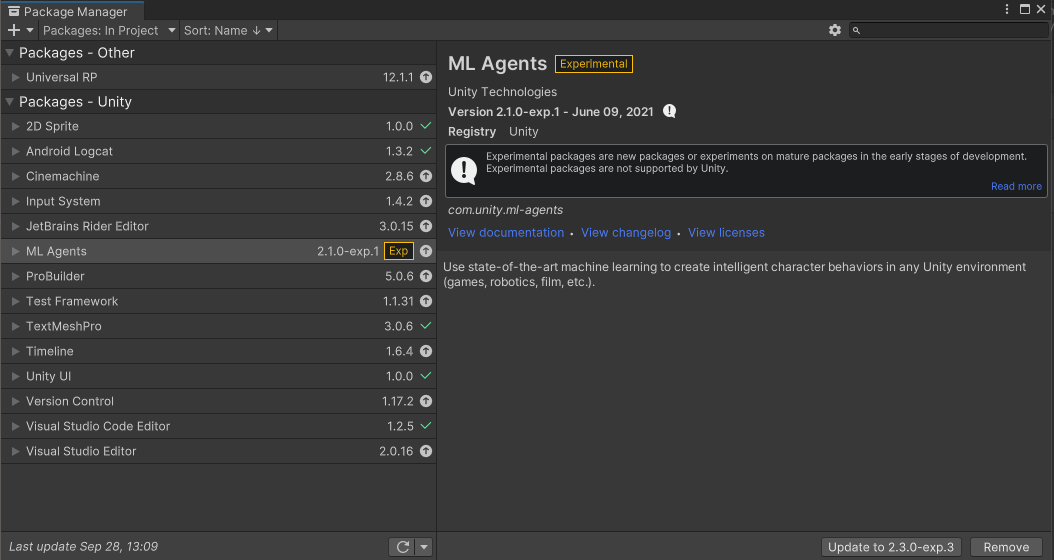 Package Manager
Packages: In Project Sort: Name ↓
Packages - Other
Universal RP 12.1.1
Packages - Unity
2D Sprite 1.0.0
Android Logcat 1.3.2
Cinemachine 2.8.6
Input System 1.4.2
JetBrains Rider Editor 3.0.15
ML Agents 2.1.0-exp.1 Exp
ProBuilder 5.0.6
Test Framework 1.1.31
TextMeshPro 3.0.6
Timeline 1.6.4
Unity UI 1.0.0
Version Control 1.17.2
Visual Studio Code Editor 1.2.5
Visual Studio Editor 2.0.16
Last update Sep 28, 13:09
ML Agents Experimental
Unity Technologies
Version 2.1.0-exp.1 - June 09, 2021
Registry Unity
Experimental packages are new packages or experiments on mature packages in the early stages of development.
Experimental packages are not supported by Unity.
Read more
com.unity.ml-agents
View documentation • View changelog • View licenses
Use state-of-the-art machine learning to create intelligent character behaviors in any Unity environment
(games, robotics, film, etc.).
Update to 2.3.0-exp.3 Remove